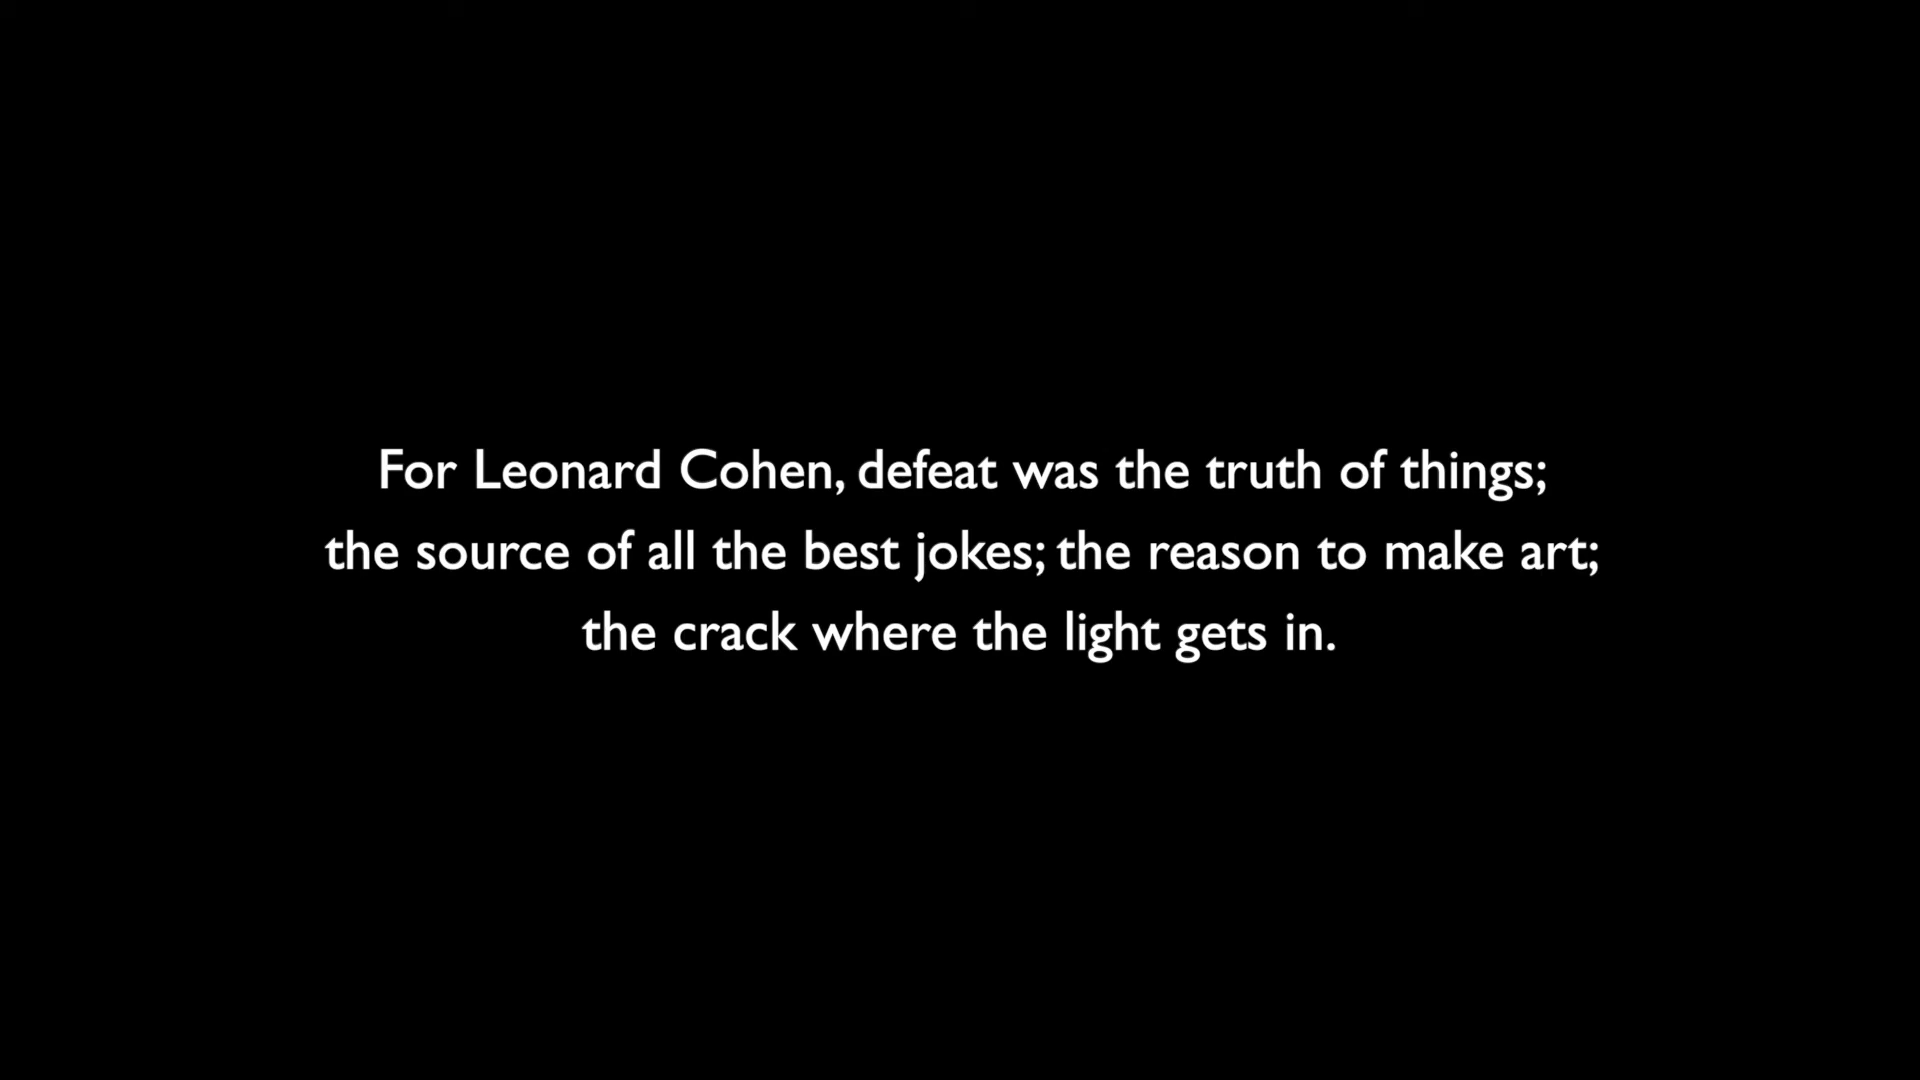 For Leonard Cohen, defeat was the truth of things;
the source of all the best jokes; the reason to make art;
the crack where the light gets in.